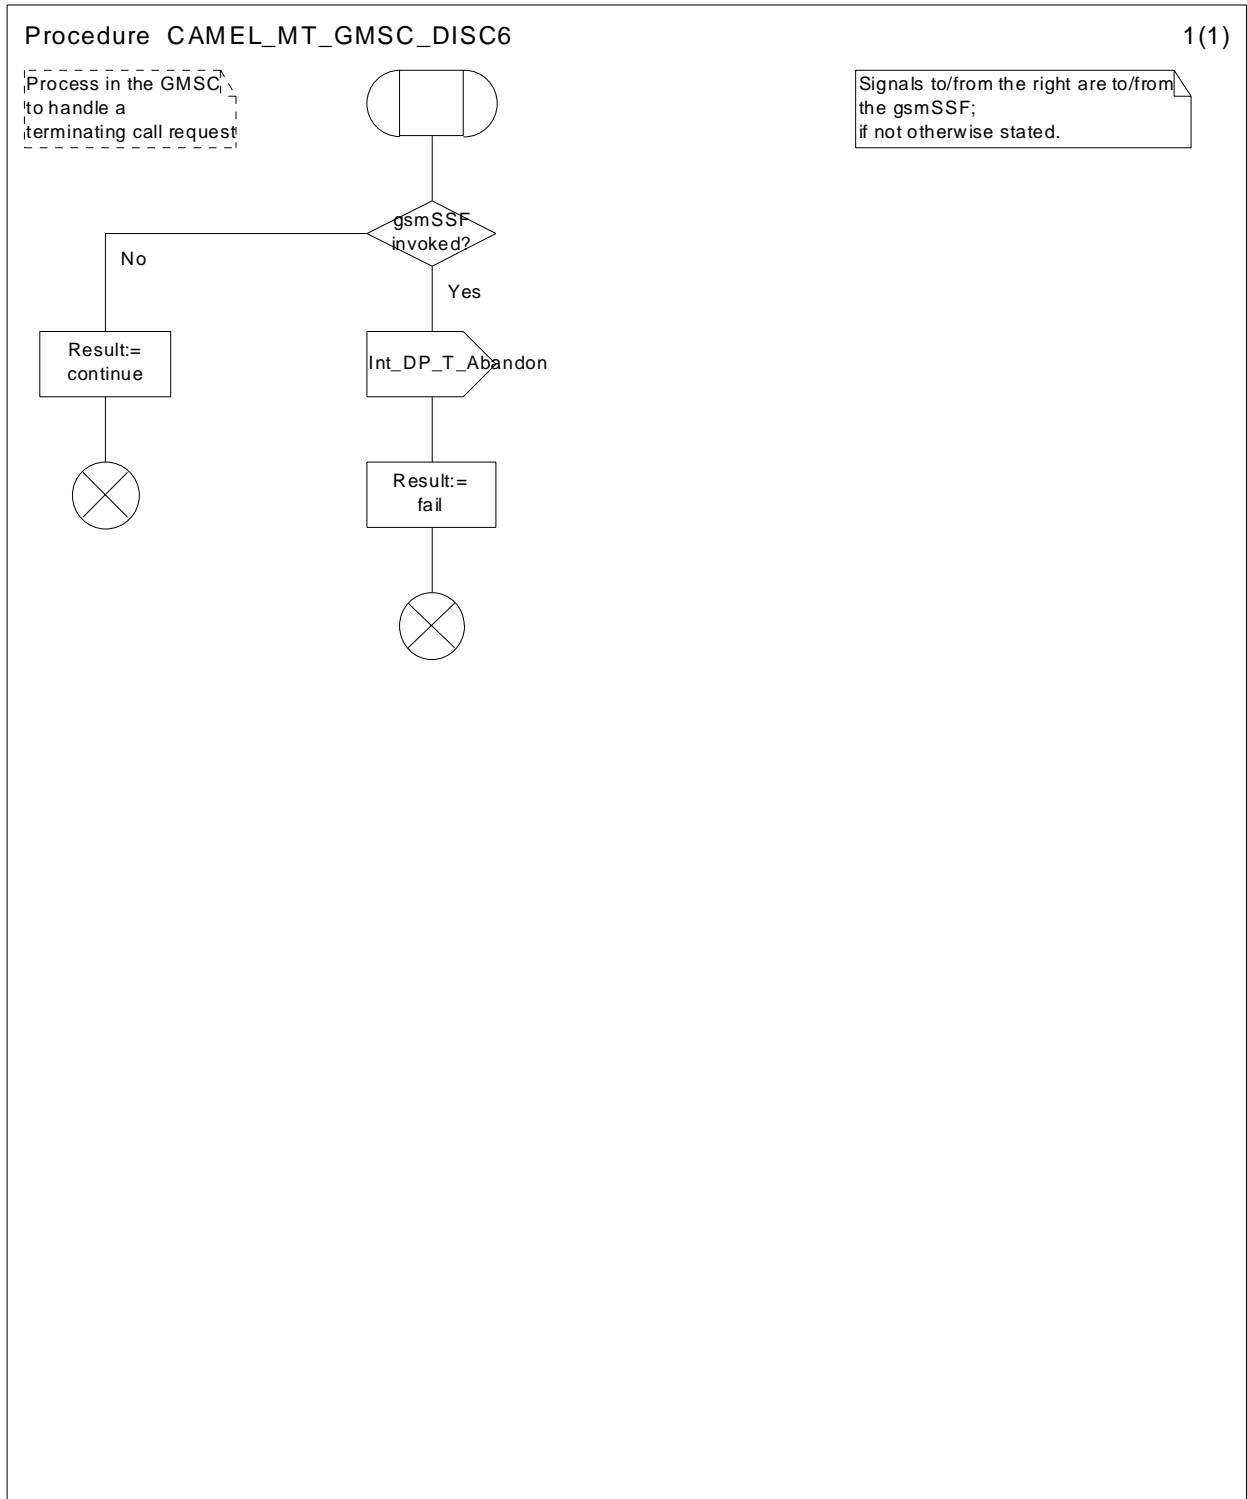 Procedure CAMEL_MT_GMSC_DISC6
1(1)
Process in the GMSC
to handle a
terminating call request
Signals to/from the right are to/from
the gsmSSF;
if not otherwise stated.
gsmSSF
invoked?
No
Yes
Result:=
continue
Int_DP_T_Abandon
Result:=
fail